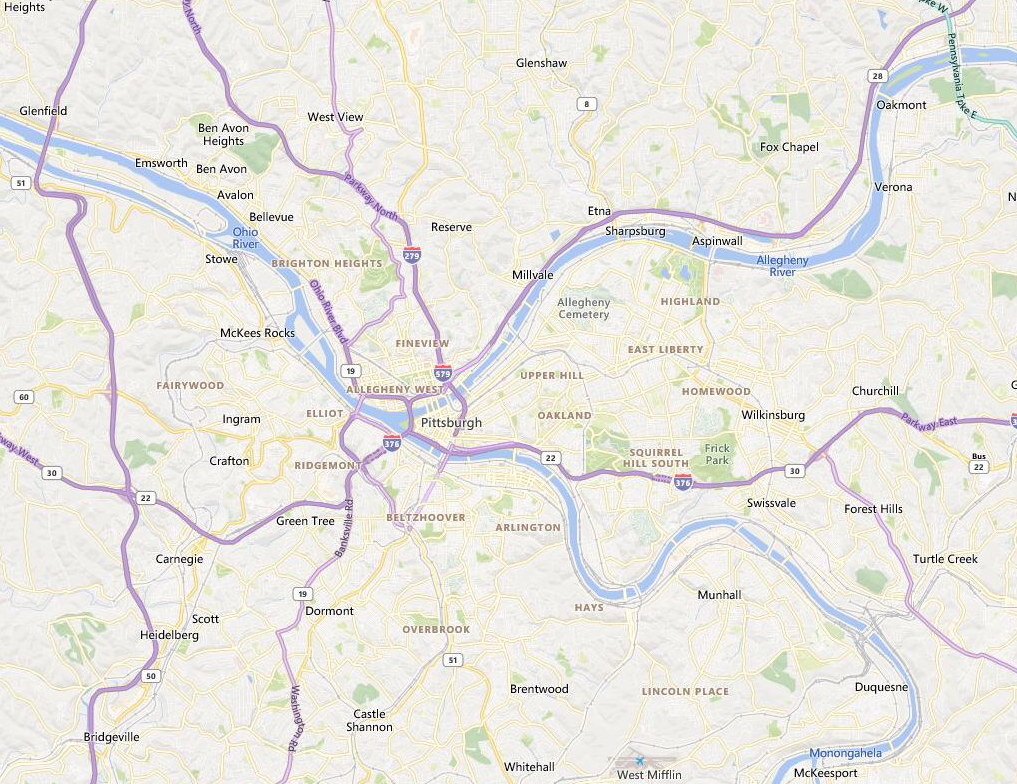 Heights
y North
ke W
Glenshaw
28
Pennsylvania Tpke E
8
Oakmont
Glenfield
West View
Ben Avon
Heights
Fox Chapel
Emsworth
Ben Avon
51
Parkway North
Verona
Avalon
Bellevue
Etna
Reserve
Sharpsburg
Ohio
River
Aspinwall
279
Stowe
BRIGHTON HEIGHTS
Allegheny
River
Millvale
Ohio River Blvd
Allegheny
Cemetery
HIGHLAND
McKees Rocks
FINEVIEW
EAST LIBERTY
19
579
UPPER HILL
FAIRYWOOD
ALLEGHENY WEST
HOMEWOOD
Churchill
60
Ingram
ELLIOT
OAKLAND
Wilkinsburg
Parkway East
Pittsburgh
376
way West
Crafton
RIDGEMONT
22
SQUIRREL
HILL SOUTH
Frick
Park
30
30
Bus
22
376
22
Banksville Rd
Swissvale
Green Tree
BELTZHOOVER
ARLINGTON
Forest Hills
Carnegie
Turtle Creek
19
Munhall
Dormont
HAYS
Scott
Heidelberg
OVERBROOK
51
50
Duquesne
Brentwood
LINCOLN PLACE
Washington Rd
Castle
Shannon
Bridgeville
Monongahela
Whitehall
West Mifflin
McKeesport